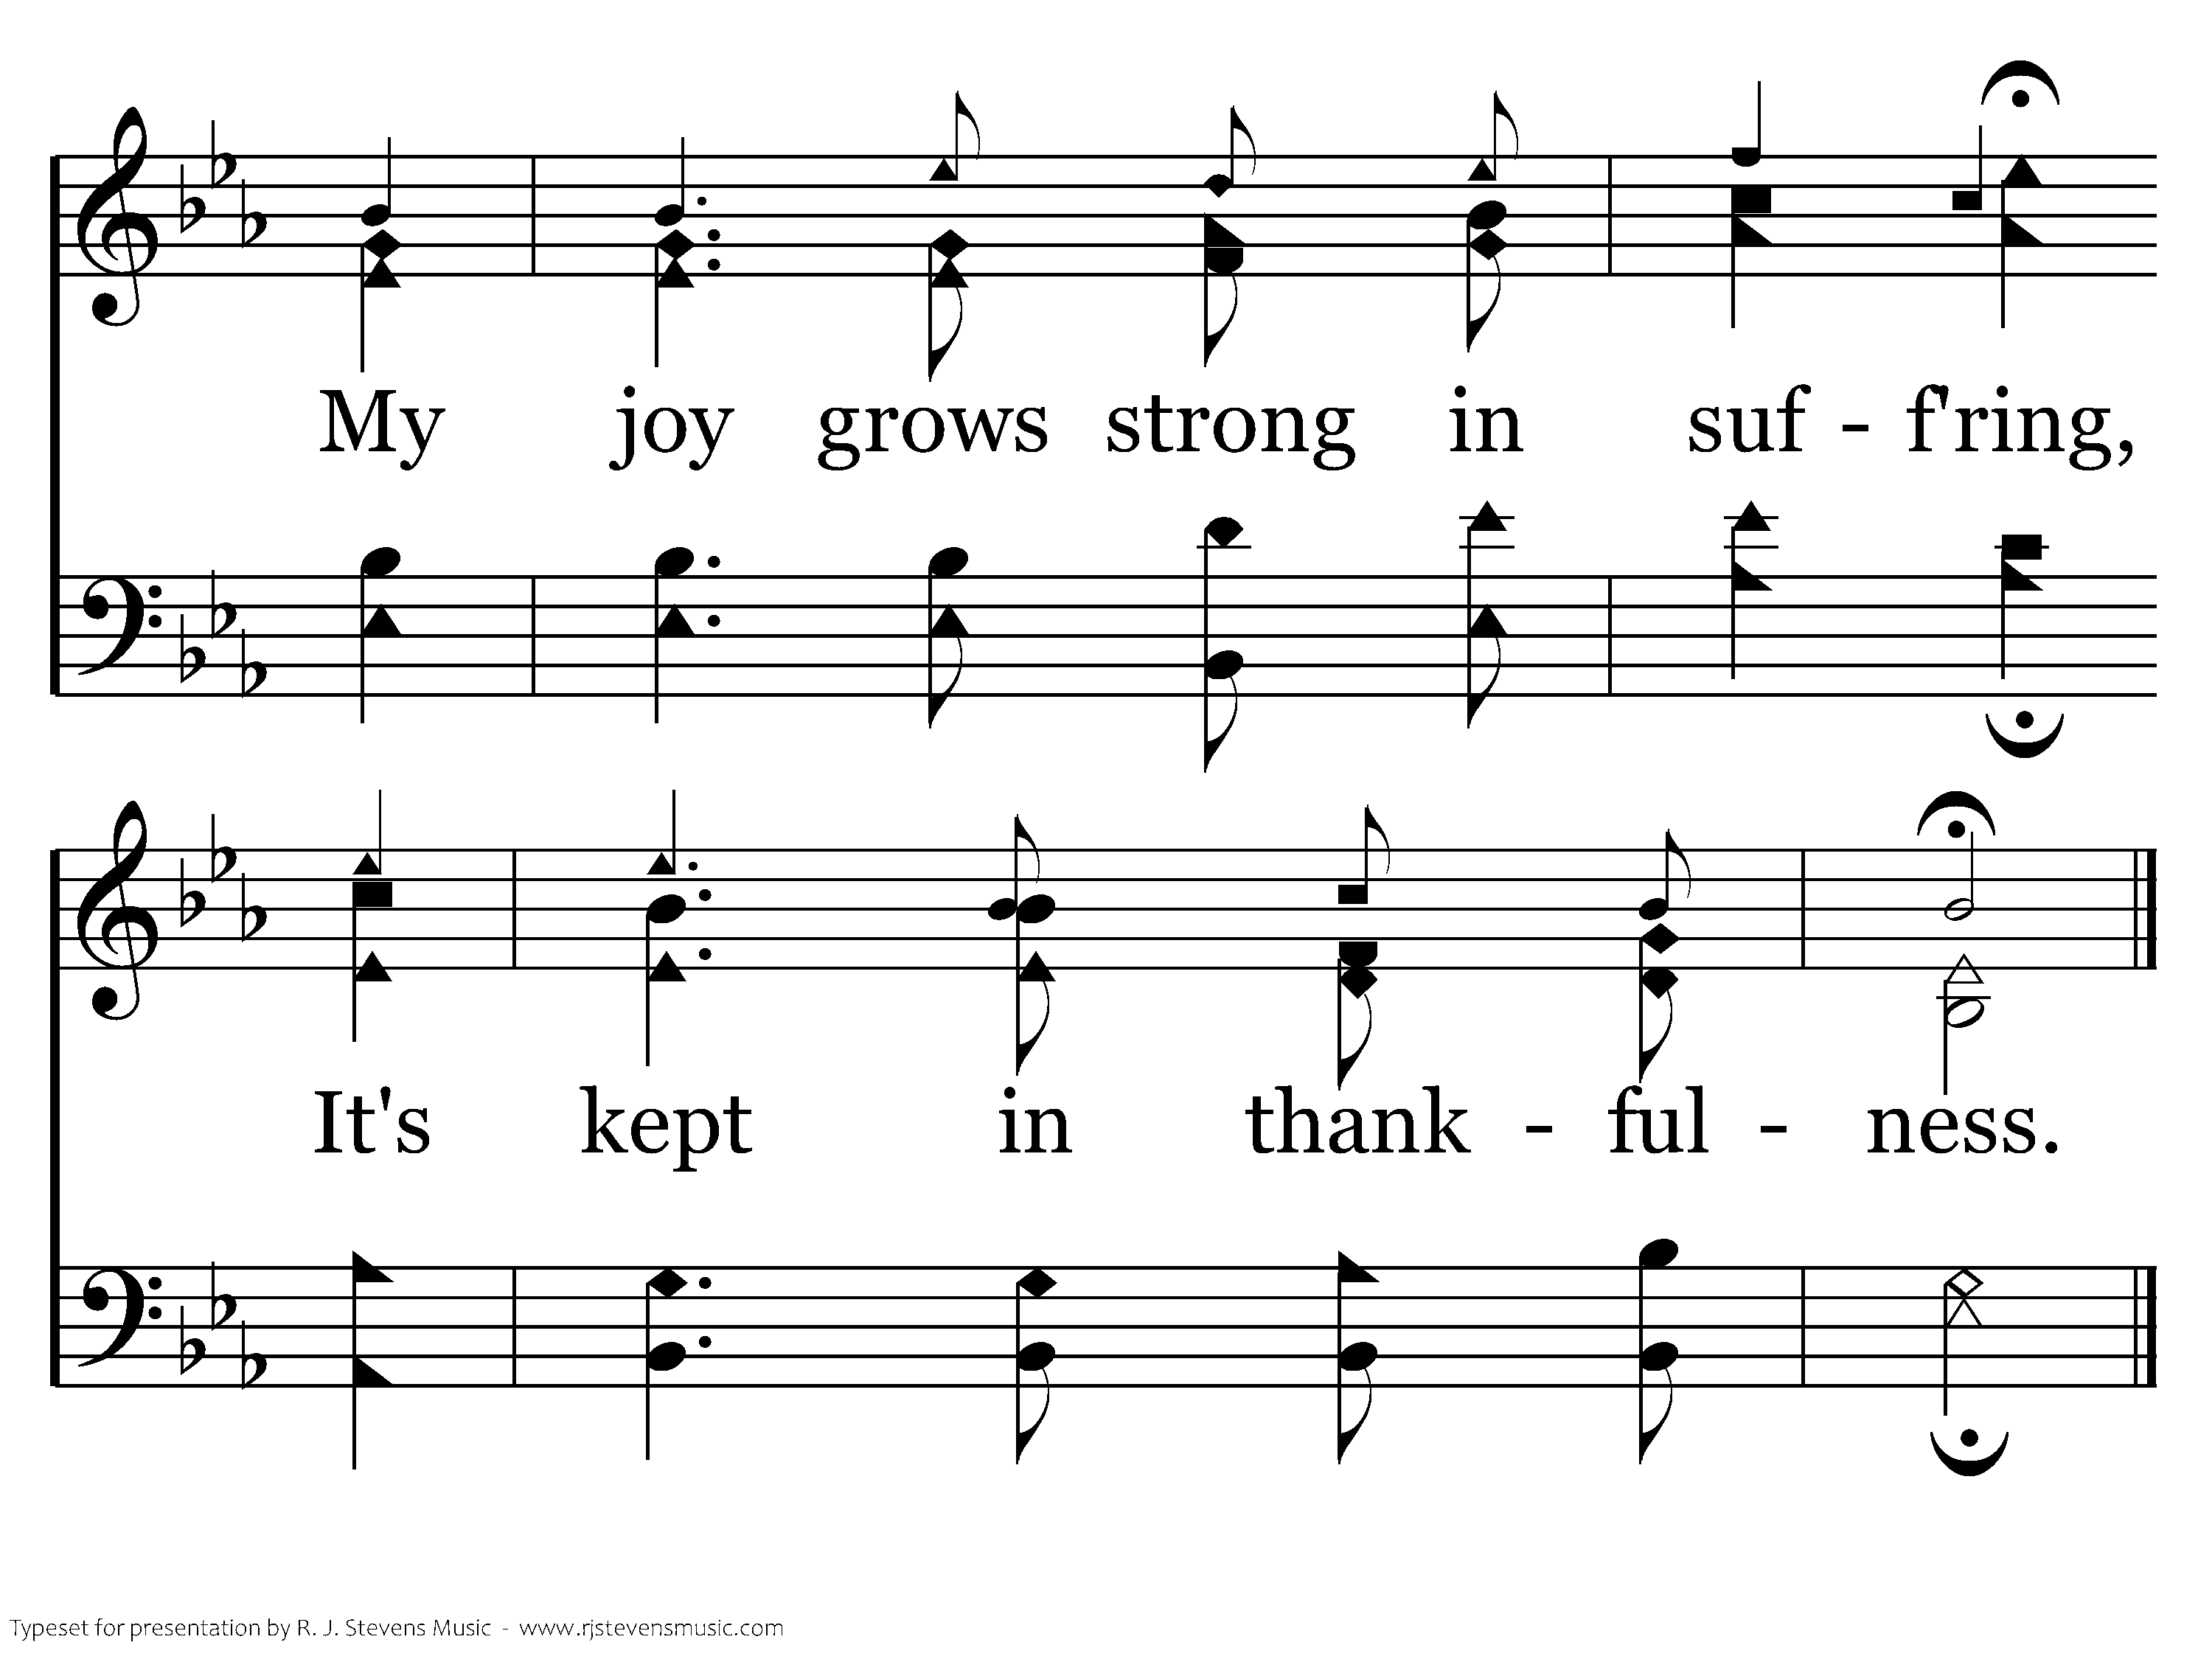 My joy grows strong in suf - f'ring,
It's kept in thank - ful - ness.
Typeset for presentation by R. J. Stevens Music - www.rjstevensmusic.com